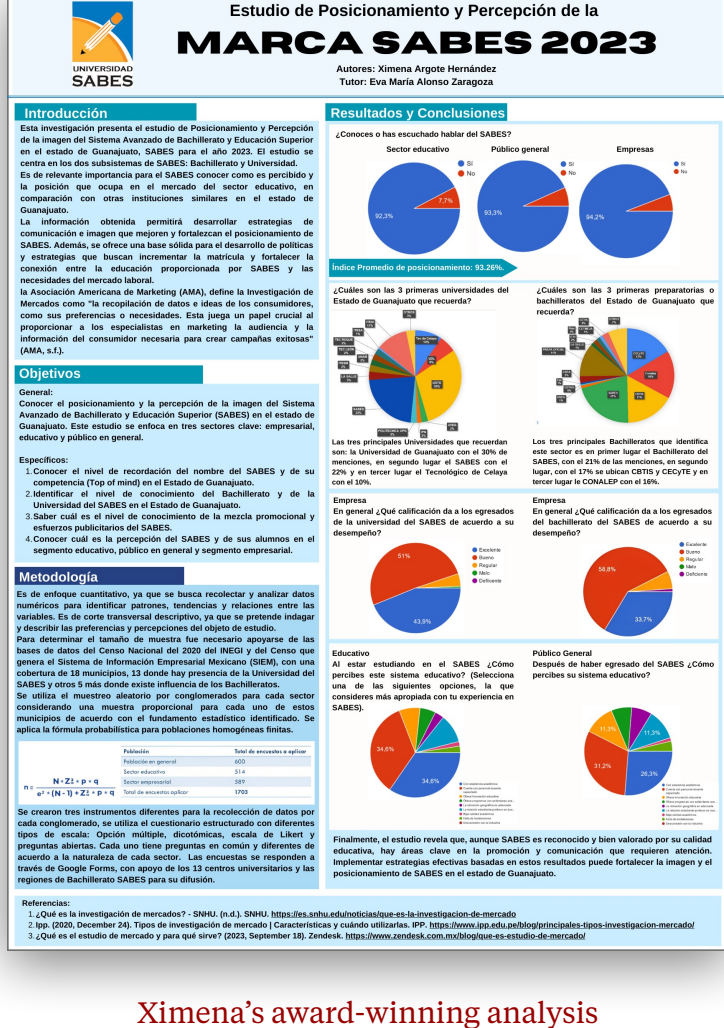 Estudio de Posicionamiento y Percepción de la
MARCA SABES 2023
UNIVERSIDAD
SABES
Autores: Ximena Argote Hernández
Tutor: Eva María Alonso Zaragoza
Introducción
Esta investigación presenta el estudio de Posicionamiento y Percepción
de la imagen del Sistema Avanzado de Bachillerato y Educación Superior
en el estado de Guanajuato, SABES para el año 2023. El estudio se
centra en los dos subsistemas de SABES: Bachillerato y Universidad.
Es de relevante importancia para el SABES conocer como es percibido y
la posición que ocupa en el mercado del sector educativo, en
comparación con otras instituciones similares en el estado de
Guanajuato.
La información obtenida permitirá desarrollar estrategias de
comunicación e imagen que mejoren y fortalezcan el posicionamiento de
SABES. Además, se ofrece una base sólida para el desarrollo de políticas
y estrategias que buscan incrementar la matrícula y fortalecer la
conexión entre la educación proporcionada por SABES y las
necesidades del mercado laboral.
la Asociación Americana de Marketing (AMA), define la Investigación de
Mercados como "la recopilación de datos e ideas de los consumidores,
como sus preferencias o necesidades. Esta juega un papel crucial al
proporcionar a los especialistas en marketing la audiencia y la
información del consumidor necesaria para crear campañas exitosas"
(AMA, s.f.).
Objetivos
General:
Conocer el posicionamiento y la percepción de la imagen del Sistema
Avanzado de Bachillerato y Educación Superior (SABES) en el estado de
Guanajuato. Este estudio se enfoca en tres sectores clave: empresarial,
educativo y público en general.
Específicos:
1. Conocer el nivel de recordación del nombre del SABES y de su
competencia (Top of mind) en el Estado de Guanajuato.
2. Identificar el nivel de conocimiento del Bachillerato y de la
Universidad del SABES en el Estado de Guanajuato.
3. Saber cuál es el nivel de conocimiento de la mezcla promocional y
esfuerzos publicitarios del SABES.
4. Conocer cuál es la percepción del SABES y de sus alumnos en el
segmento educativo, público en general y segmento empresarial.
Metodología
Es de enfoque cuantitativo, ya que se busca recolectar y analizar datos
numéricos para identificar patrones, tendencias y relaciones entre las
variables. Es de corte transversal descriptivo, ya que se pretende indagar
y describir las preferencias y percepciones del objeto de estudio.
Para determinar el tamaño de muestra fue necesario apoyarse de las
bases de datos del Censo Nacional del 2020 del INEGI y del Censo que
genera el Sistema de Información Empresarial Mexicano (SIEM), con una
cobertura de 18 municipios, 13 donde hay presencia de la Universidad del
SABES y otros 5 más donde existe influencia de los Bachilleratos.
Se utiliza el muestreo aleatorio por conglomerados para cada sector
considerando una muestra proporcional para cada uno de estos
municipios de acuerdo con el fundamento estadístico identificado. Se
aplica la fórmula probabilística para poblaciones homogéneas finitas.
Población Total de encuestas a aplicar
Población en general 600
Sector educativo 514
Sector empresarial 589
Total de encuestas aplicar 1703
Se crearon tres instrumentos diferentes para la recolección de datos por
cada conglomerado, se utiliza el cuestionario estructurado con diferentes
tipos de escala: Opción múltiple, dicotómicas, escala de Likert y
preguntas abiertas. Cada uno tiene preguntas en común y diferentes de
acuerdo a la naturaleza de cada sector. Las encuestas se responden a
través de Google Forms, con apoyo de los 13 centros universitarios y las
regiones de Bachillerato SABES para su difusión.
Resultados y Conclusiones
¿Conoces o has escuchado hablar del SABES?
Sector educativo Público general Empresas
Sí
No
92,3%
7,7%
Sí
No
93,3%
Sí
No
94,2%
Índice Promedio de posicionamiento: 93.26%.
¿Cuáles son las 3 primeras universidades del
Estado de Guanajuato que recuerda?
Las tres principales Universidades que recuerdan
son: la Universidad de Guanajuato con el 30% de
menciones, en segundo lugar el SABES con el
22% y en tercer lugar el Tecnológico de Celaya
con el 10%.
¿Cuáles son las 3 primeras preparatorias o
bachilleratos del Estado de Guanajuato que
recuerda?
Los tres principales Bachilleratos que identifica
este sector es en primer lugar el Bachillerato del
SABES, con el 21% de las menciones, en segundo
lugar, con el 17% se ubican CBTIS y CECyTE y en
tercer lugar le CONALEP con el 16%.
Empresa
En general ¿Qué calificación da a los egresados
de la universidad del SABES de acuerdo a su
desempeño?
51%
43,9%
Excelente
Bueno
Regular
Malo
Deficiente
Empresa
En general ¿Qué calificación da a los egresados
del bachillerato del SABES de acuerdo a su
desempeño?
56,8%
33,7%
Excelente
Bueno
Regular
Malo
Deficiente
Educativo
Al estar estudiando en el SABES ¿Cómo
percibes este sistema educativo? (Selecciona
una de las siguientes opciones, la que
consideres más apropiada con tu experiencia en
SABES).
34,6%
34,6%
Público General
Después de haber egresado del SABES ¿Cómo
percibes su sistema educativo?
11,3%
11,3%
31,2%
26,3%
Finalmente, el estudio revela que, aunque SABES es reconocido y bien valorado por su calidad
educativa, hay áreas clave en la promoción y comunicación que requieren atención.
Implementar estrategias efectivas basadas en estos resultados puede fortalecer la imagen y el
posicionamiento de SABES en el estado de Guanajuato.
Referencias:
1. ¿Qué es la investigación de mercados? - SNHU. (n.d.). SNHU. https://es.snhu.edu/noticias/que-es-la-investigacion-de-mercado
2. Ipp. (2020, December 24). Tipos de investigación de mercado | Características y cuándo utilizarlas. IPP. https://www.ipp.edu.pe/blog/principales-tipos-investigacion-mercado/
3. ¿Qué es el estudio de mercado y para qué sirve? (2023, September 18). Zendesk. https://www.zendesk.com.mx/blog/que-es-estudio-de-mercado/
Ximena's award-winning analysis